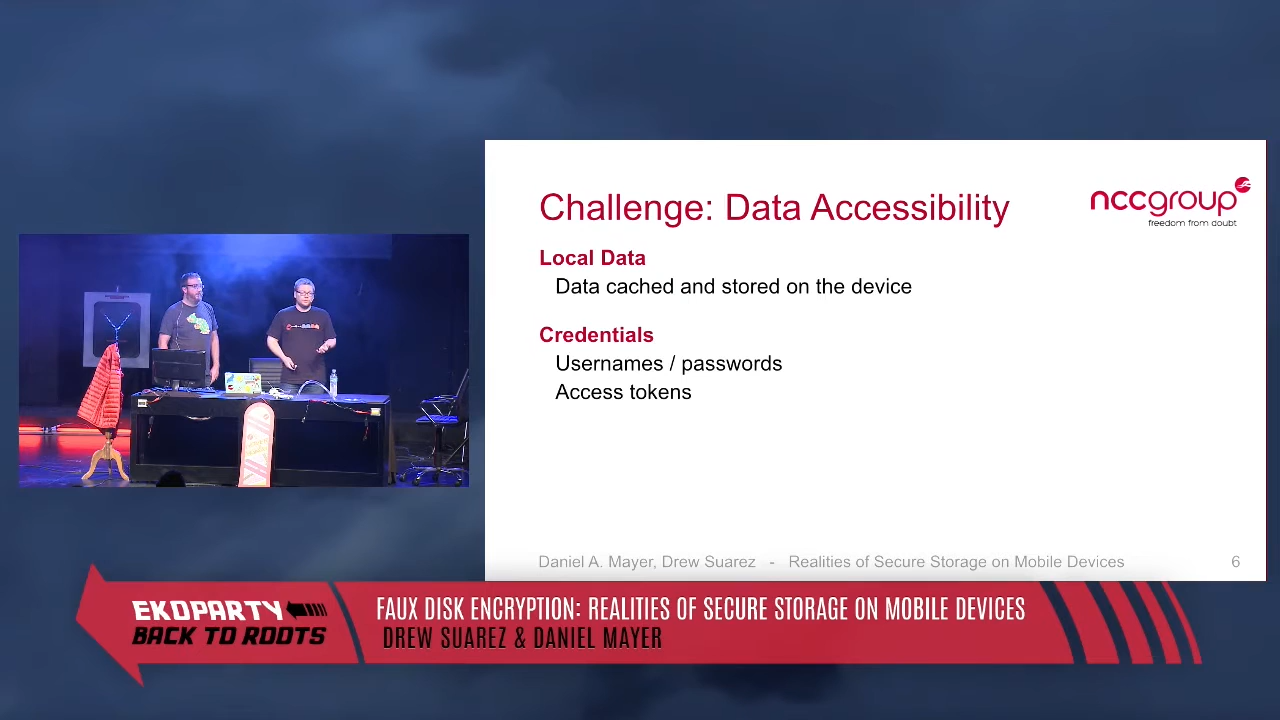 Challenge: Data Accessibility
nccgroup
freedom from doubt
Local Data
Data cached and stored on the device
Credentials
Usernames / passwords
Access tokens
Daniel A. Mayer, Drew Suarez - Realities of Secure Storage on Mobile Devices 6
EKOPARTY
BACK TO ROOTS
FAUX DISK ENCRYPTION: REALITIES OF SECURE STORAGE ON MOBILE DEVICES
DREW SUAREZ & DANIEL MAYER